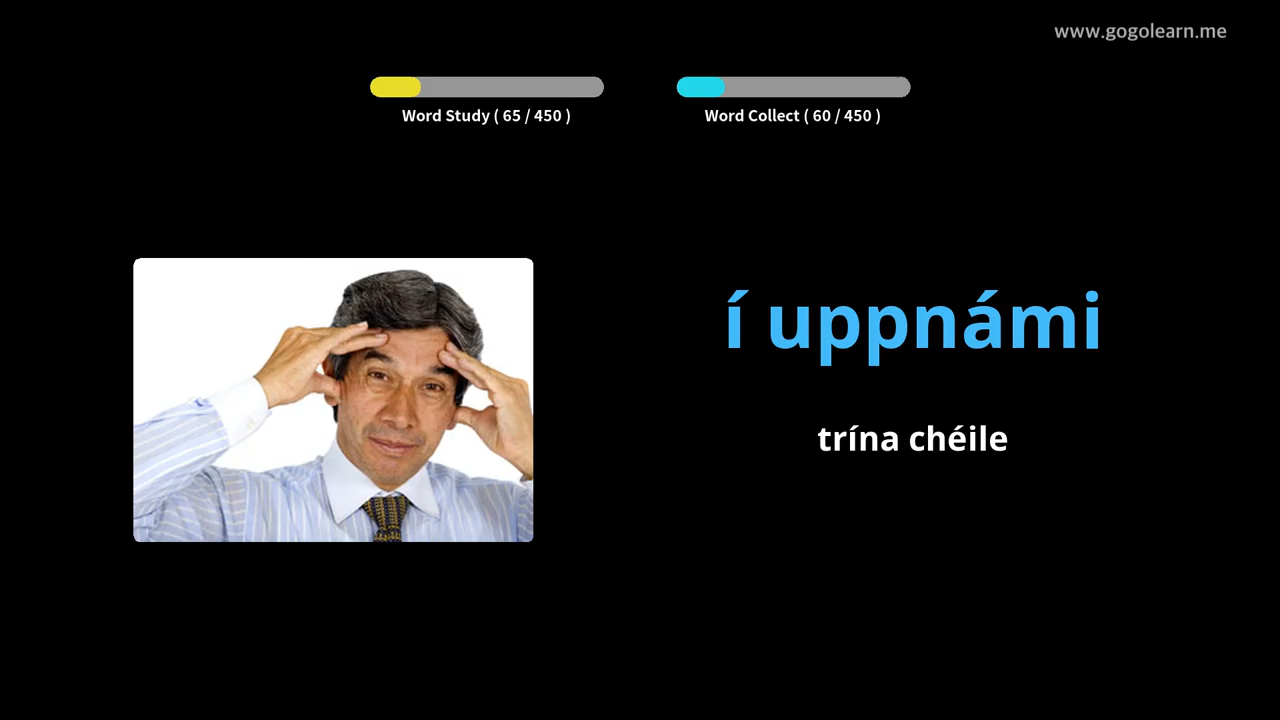 www.gogolearn.me
Word Study ( 65 / 450 )
Word Collect ( 60 / 450 )
í uppnámi
trína chéile